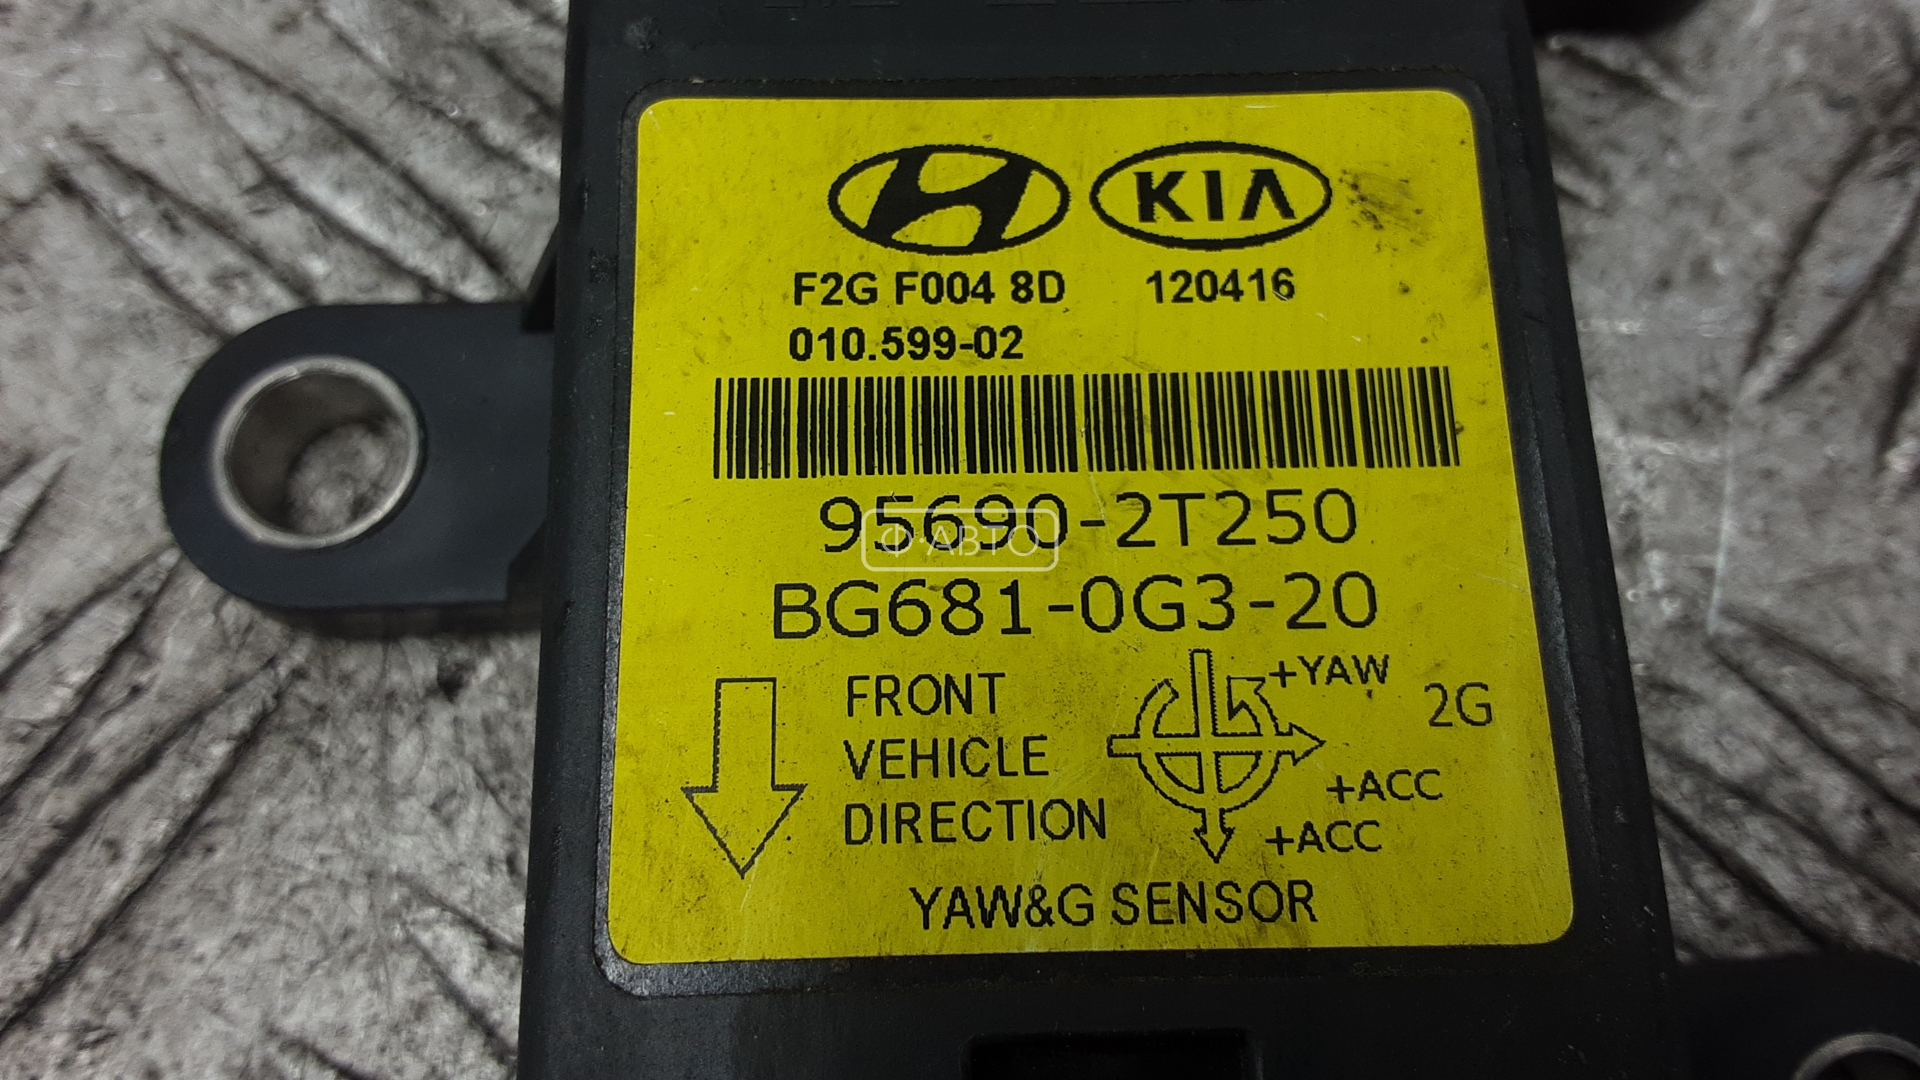 KIA
F2G F004 8D 120416
010.599-02
95690-2T250
Ф·АВТО
BG681-0G3-20
FRONT
VEHICLE
DIRECTION
+YAW
2G
+ACC
+ACC
YAW&G SENSOR